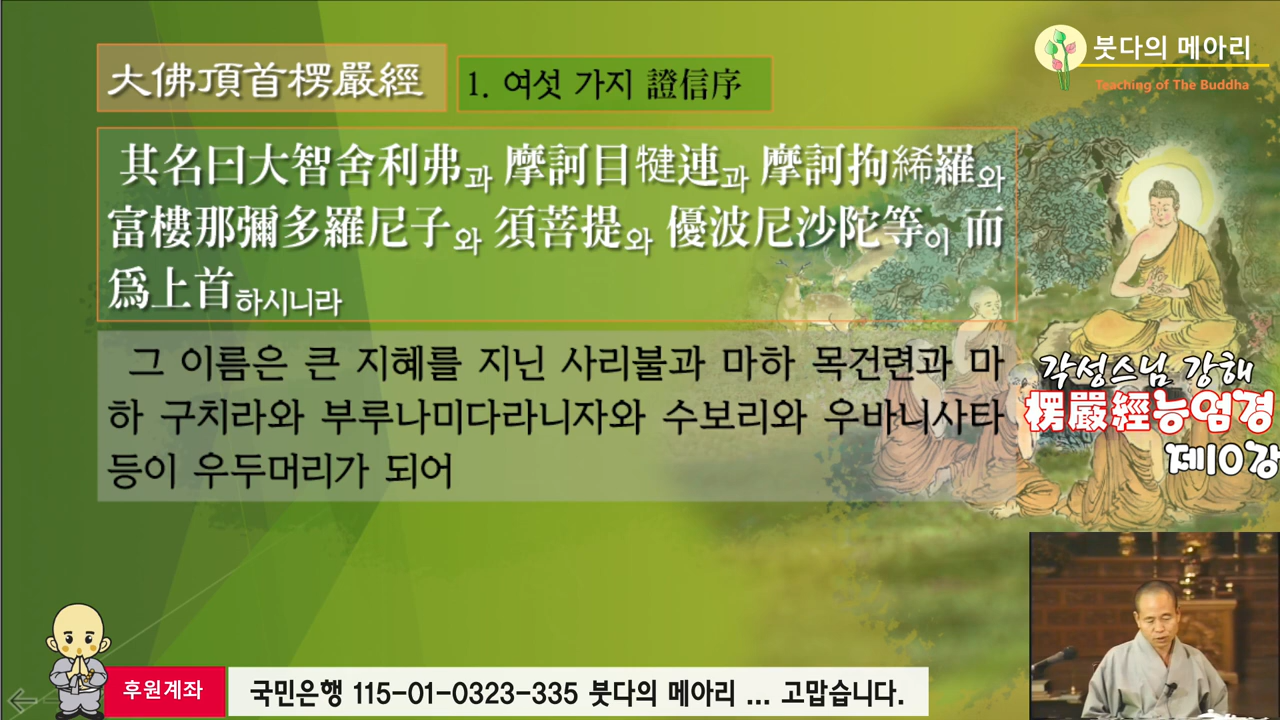 大佛頂首楞嚴經
1. 여섯 가지 證信序
붓다의 메아리
Teaching of The Buddha
其名曰大智舍利弗과 摩訶目犍連과 摩訶拘絺羅와
富樓那彌多羅尼子와 須菩提와 優波尼沙陀等이 而
爲上首하시니라
그 이름은 큰 지혜를 지닌 사리불과 마하 목건련과 마
하 구치라와 부루나미다라니자와 수보리와 우바니사타
등이 우두머리가 되어
각성스님 강해
楞嚴經능엄경
제10강
후원계좌
국민은행 115-01-0323-335 붓다의 메아리 ... 고맙습니다.